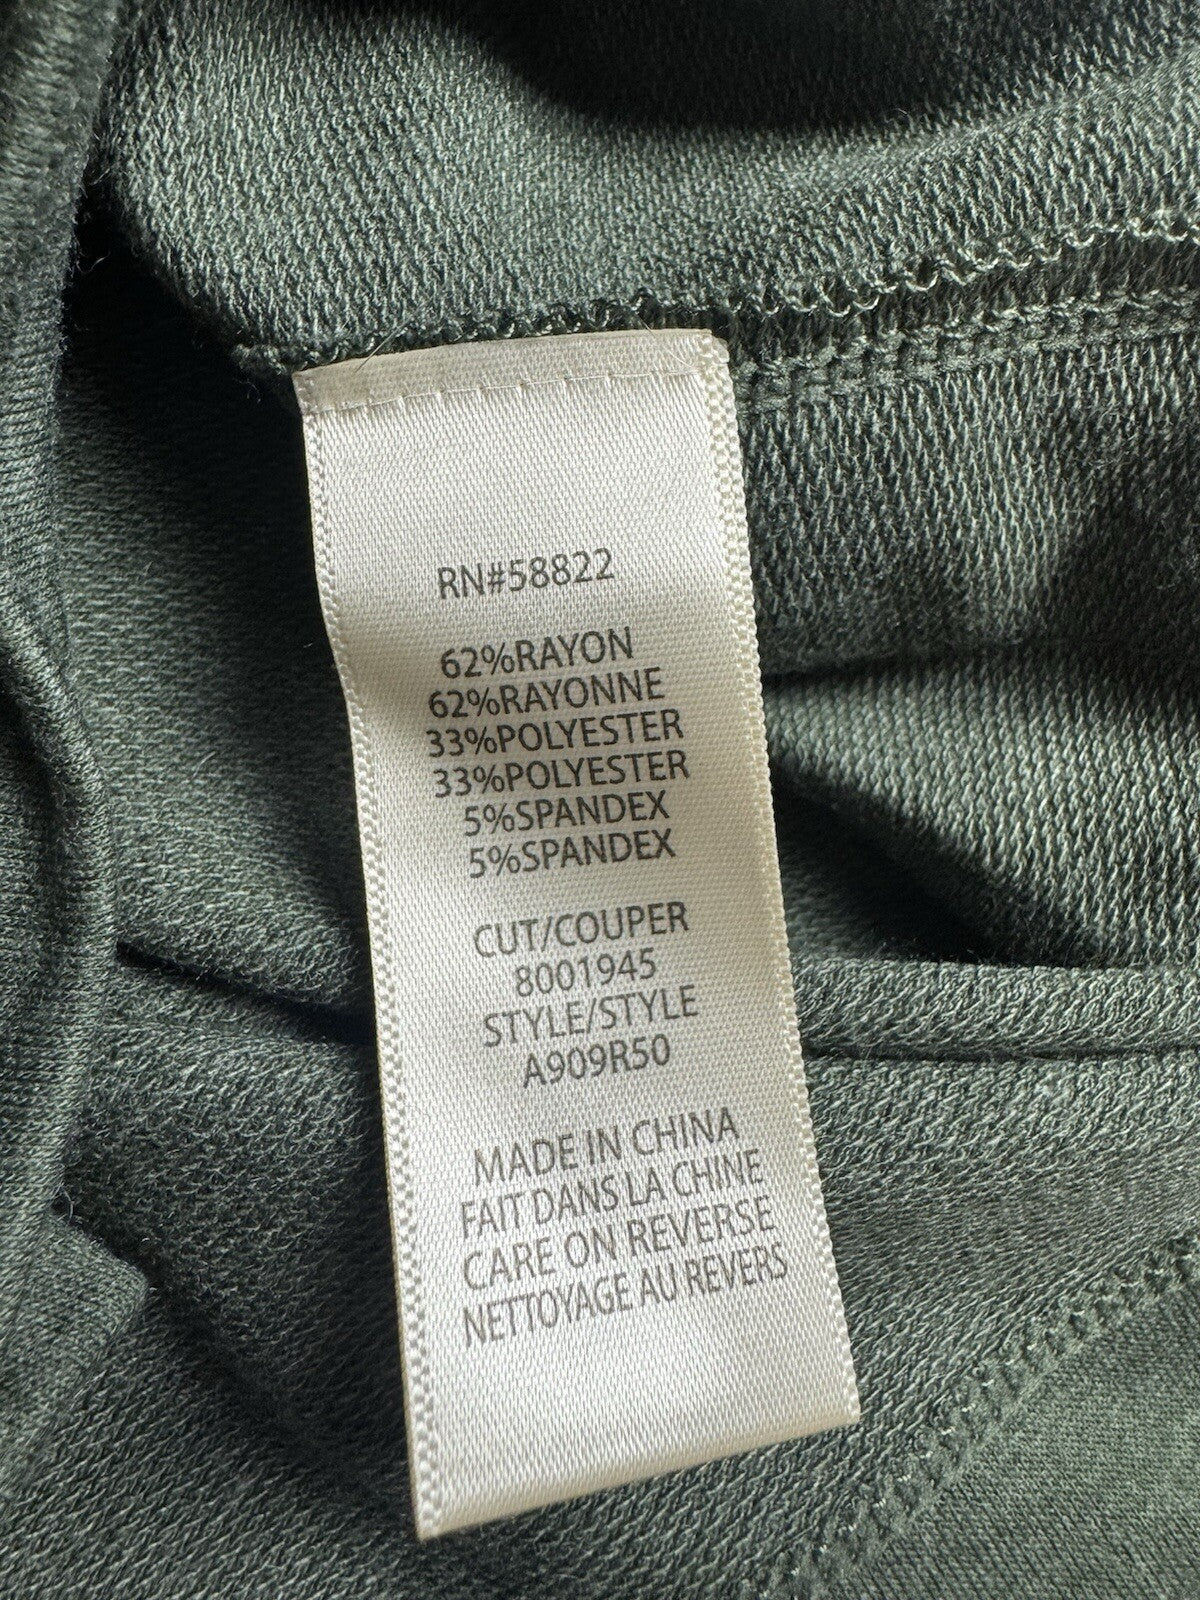 RN#58822
62%RAYON
62%RAYONNE
33%POLYESTER
33%POLYESTER
5%SPANDEX
5%SPANDEX
CUT/COUPER
8001945
STYLE/STYLE
A909R50
MADE IN CHINA
FAIT DANS LA CHINE
CARE ON REVERSE
NETTOYAGE AU REVERS